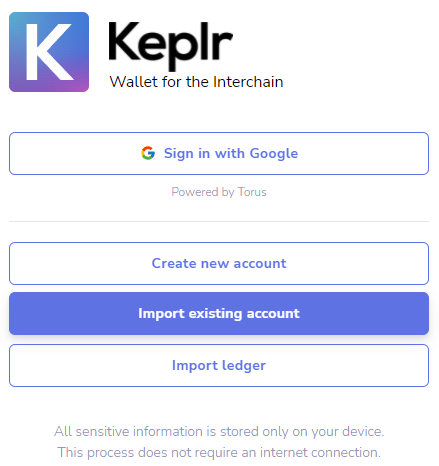 K
Keplr
Wallet for the Interchain
Sign in with Google
Powered by Torus
Create new account
Import existing account
Import ledger
All sensitive information is stored only on your device.
This process does not require an internet connection.